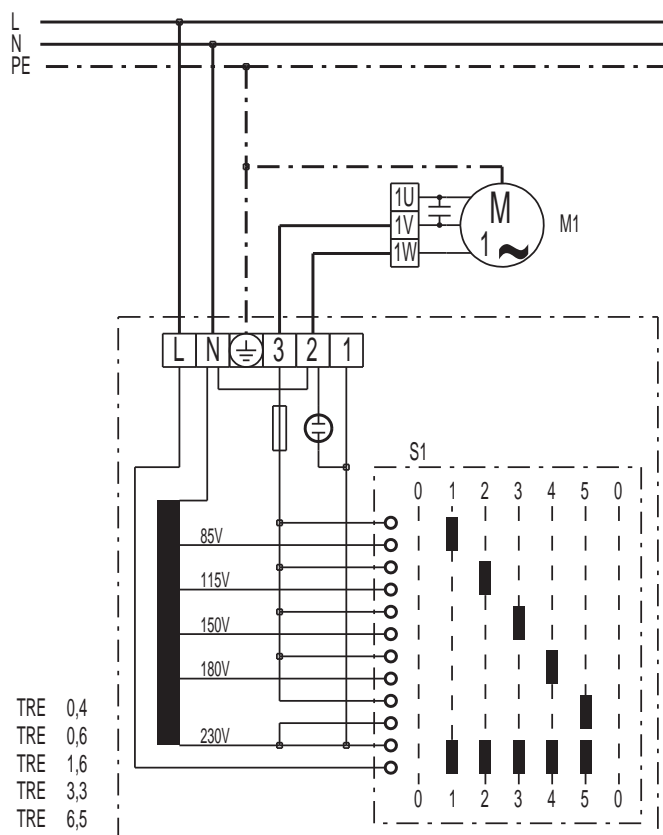 L
N
PE
1U
1V
1W
M
1
M1
L N 3 2 1
S1
0 1 2 3 4 5 0
85V
115V
150V
180V
230V
0 1 2 3 4 5 0
TRE 0,4
TRE 0,6
TRE 1,6
TRE 3,3
TRE 6,5